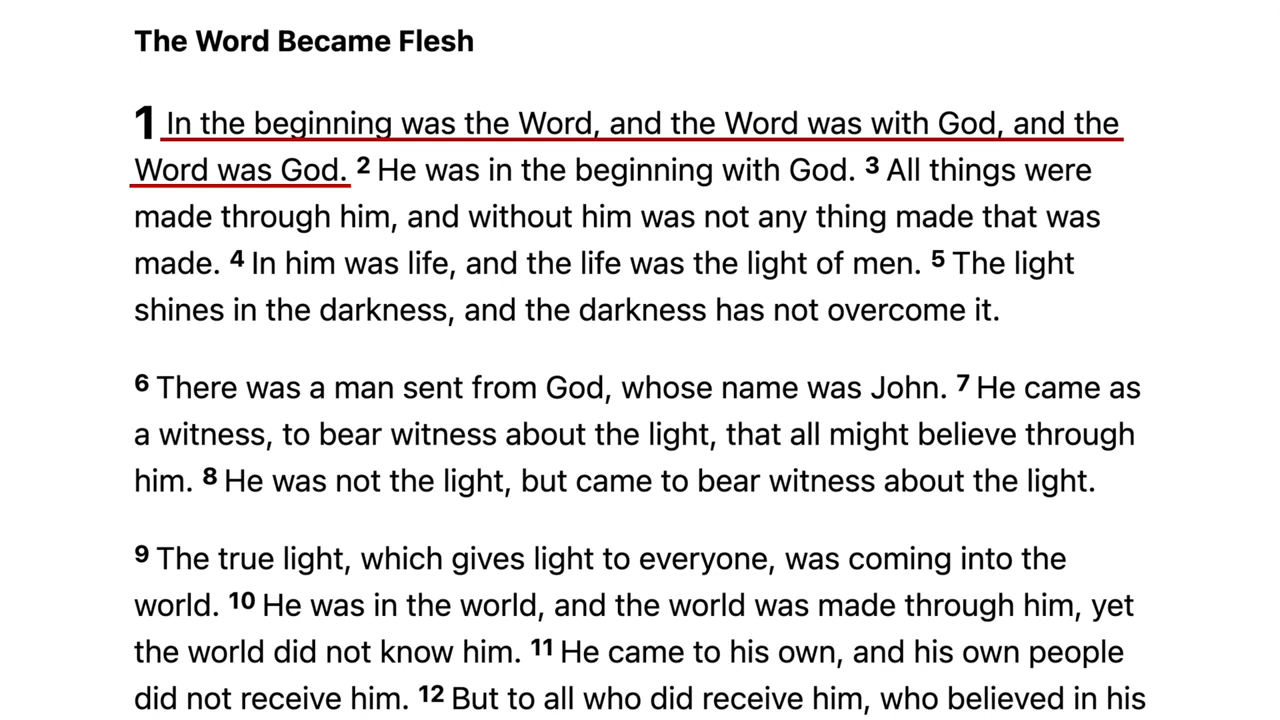 The Word Became Flesh
1 In the beginning was the Word, and the Word was with God, and the
Word was God. 2 He was in the beginning with God. 3 All things were
made through him, and without him was not any thing made that was
made. 4 In him was life, and the life was the light of men. 5 The light
shines in the darkness, and the darkness has not overcome it.
6 There was a man sent from God, whose name was John. 7 He came as
a witness, to bear witness about the light, that all might believe through
him. 8 He was not the light, but came to bear witness about the light.
9 The true light, which gives light to everyone, was coming into the
world. 10 He was in the world, and the world was made through him, yet
the world did not know him. 11 He came to his own, and his own people
did not receive him. 12 But to all who did receive him, who believed in his